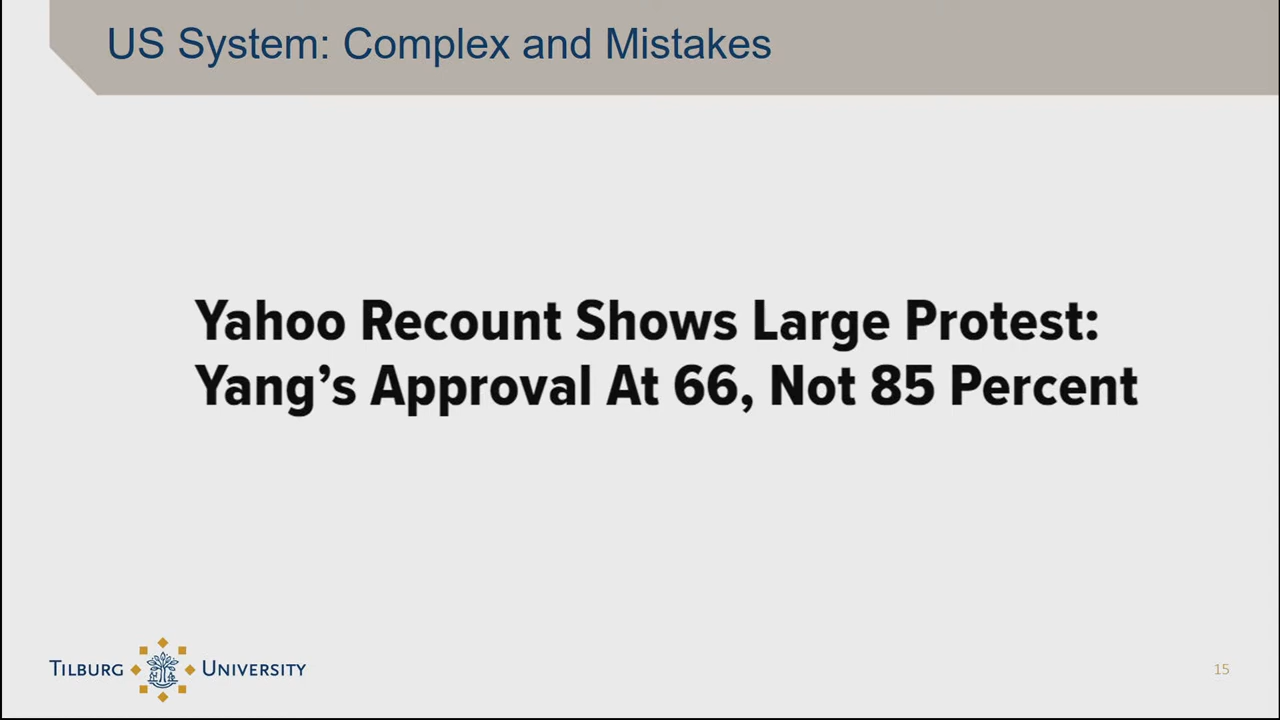 US System: Complex and Mistakes
Yahoo Recount Shows Large Protest:
Yang’s Approval At 66, Not 85 Percent
TILBURG UNIVERSITY
15